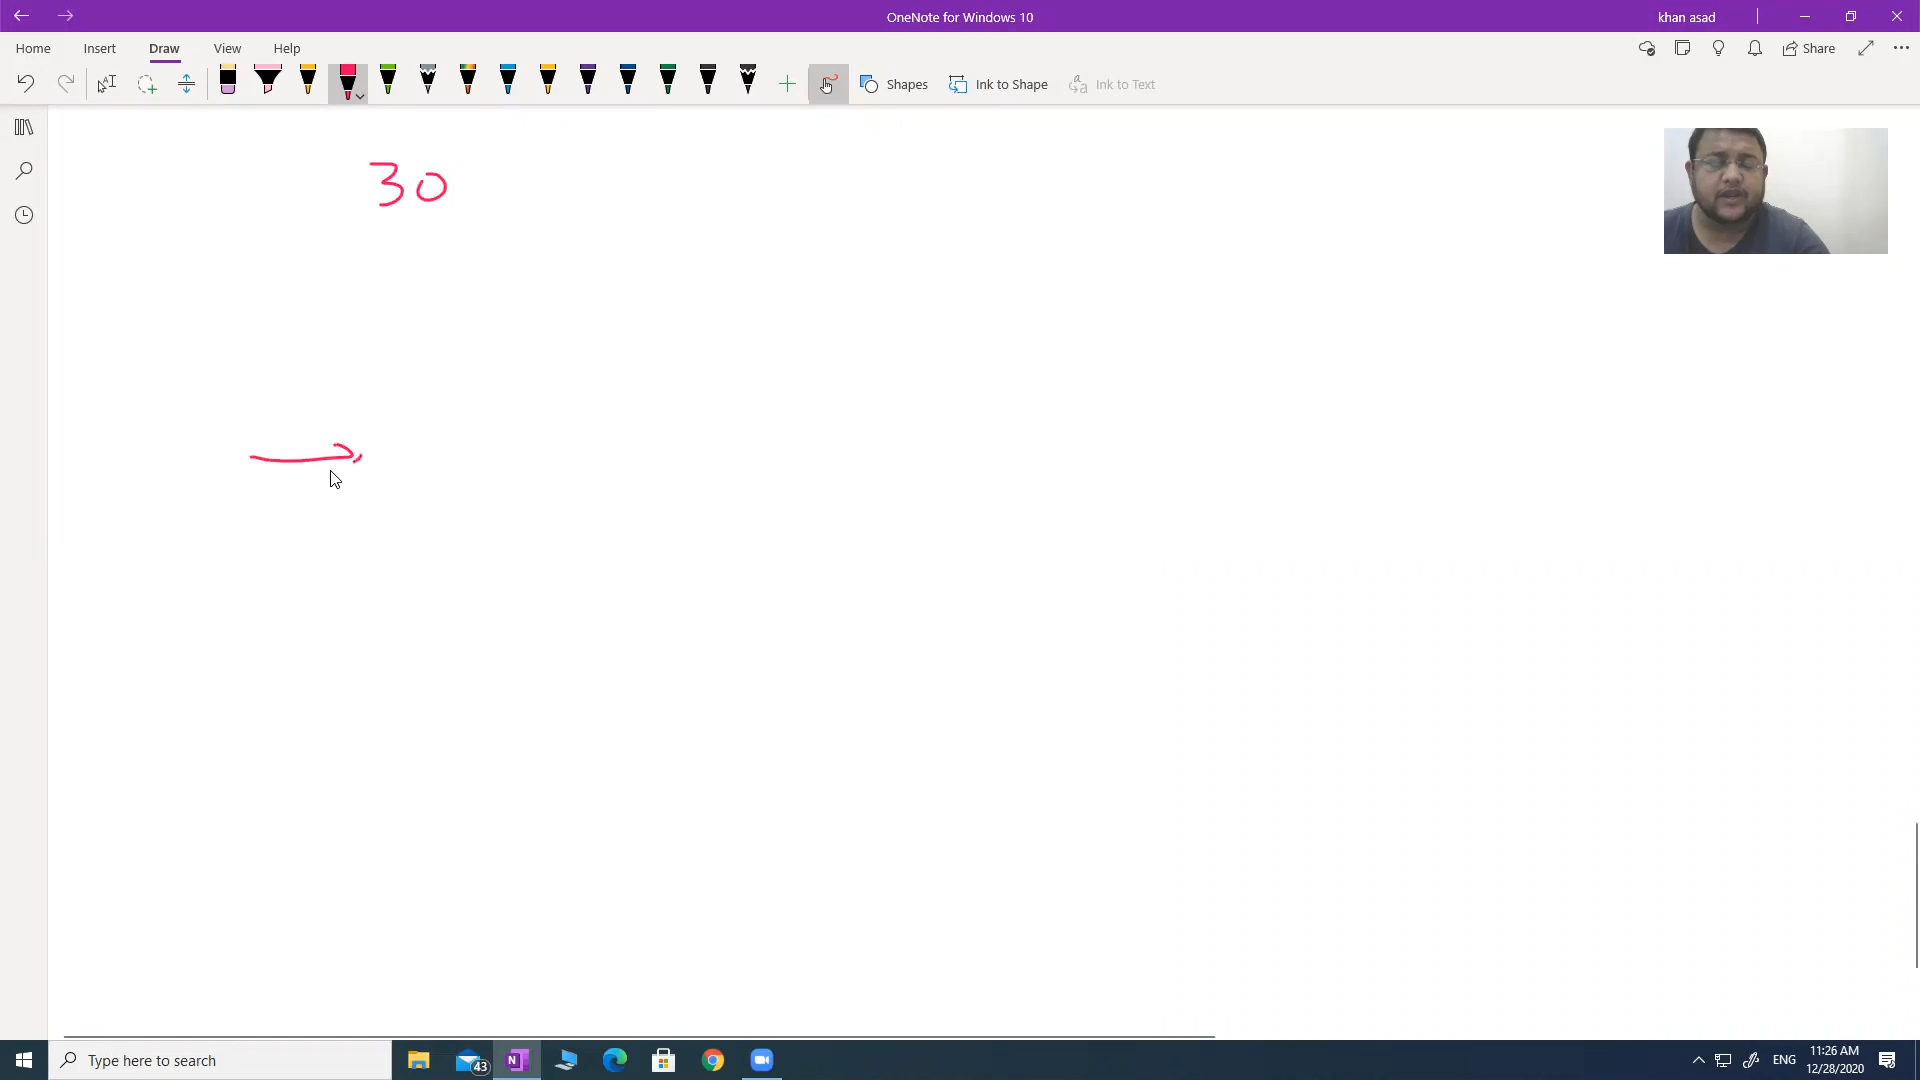 OneNote for Windows 10
khan asad
Home Insert Draw View Help
Share
Shapes
Ink to Shape
Ink to Text
30
43
Type here to search
ENG
11:26 AM
12/28/2020